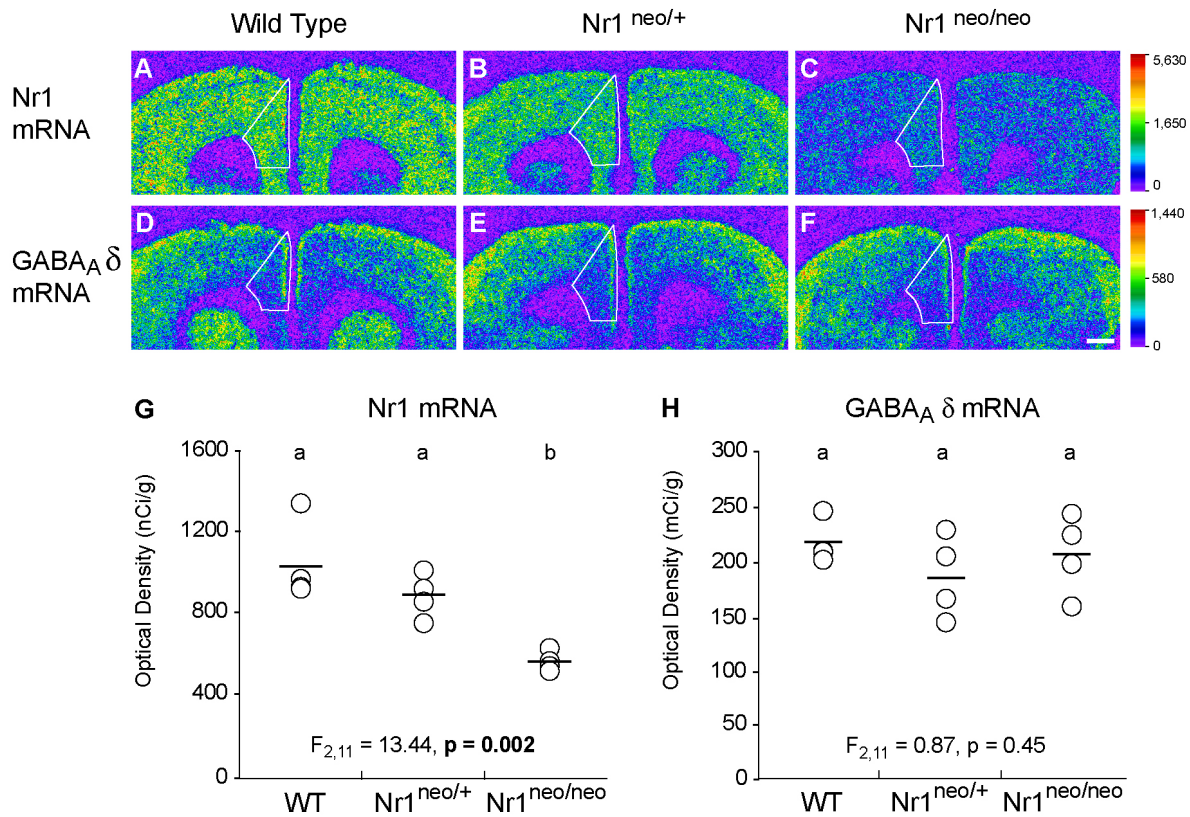 Wild Type
Nr1 neo/+
Nr1 neo/neo
Nr1
mRNA
A
B
C
5,630
1,650
0
GABAA δ
mRNA
D
E
F
1,440
580
0
G
Nr1 mRNA
Optical Density (nCi/g)
1600
1200
800
400
0
a
a
b
F2,11 = 13.44, p = 0.002
WT
Nr1neo/+
Nr1neo/neo
H
GABAA δ mRNA
Optical Density (mCi/g)
300
250
200
150
100
50
0
a
a
a
F2,11 = 0.87, p = 0.45
WT
Nr1neo/+
Nr1neo/neo